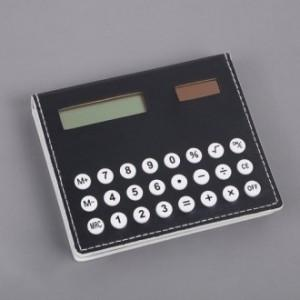 M+ 7 8 9 0 % √
M− 4 5 6 • − ÷ CE
MRC 1 2 3 = + × OFF